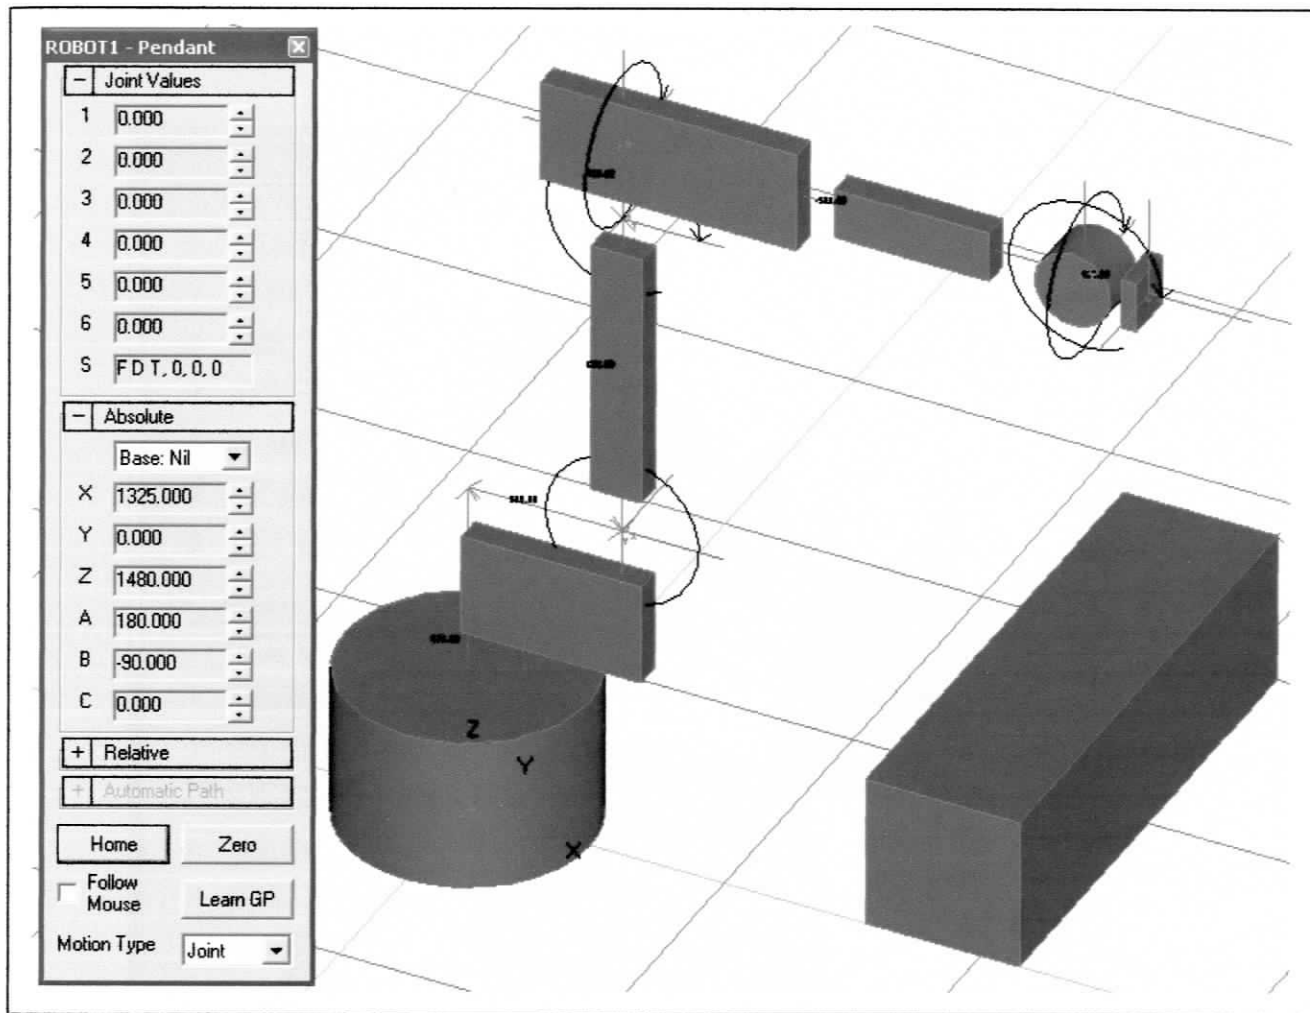 ROBOT1 - Pendant
− Joint Values
1 0.000
2 0.000
3 0.000
4 0.000
5 0.000
6 0.000
S F D T, 0, 0, 0
− Absolute
Base: Nil
X 1325.000
Y 0.000
Z 1480.000
A 180.000
B -90.000
C 0.000
+ Relative
+ Automatic Path
Home Zero
Follow Mouse
Learn GP
Motion Type Joint
Z
Y
X